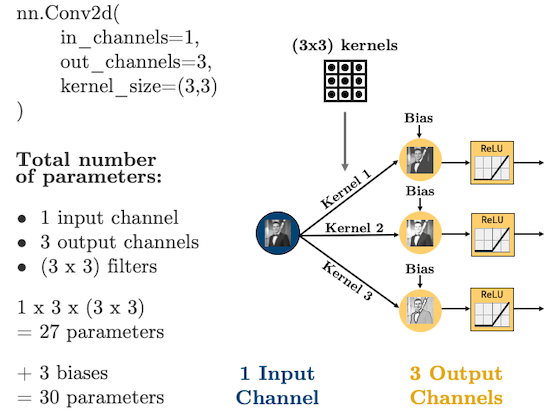 nn.Conv2d(
in_channels=1,
out_channels=3,
kernel_size=(3,3)
)
Total number
of parameters:
• 1 input channel
• 3 output channels
• (3 x 3) filters
1 x 3 x (3 x 3)
= 27 parameters
+ 3 biases
= 30 parameters
(3x3) kernels
Kernel 1
Kernel 2
Kernel 3
Bias
ReLU
Bias
ReLU
Bias
ReLU
1 Input
Channel
3 Output
Channels